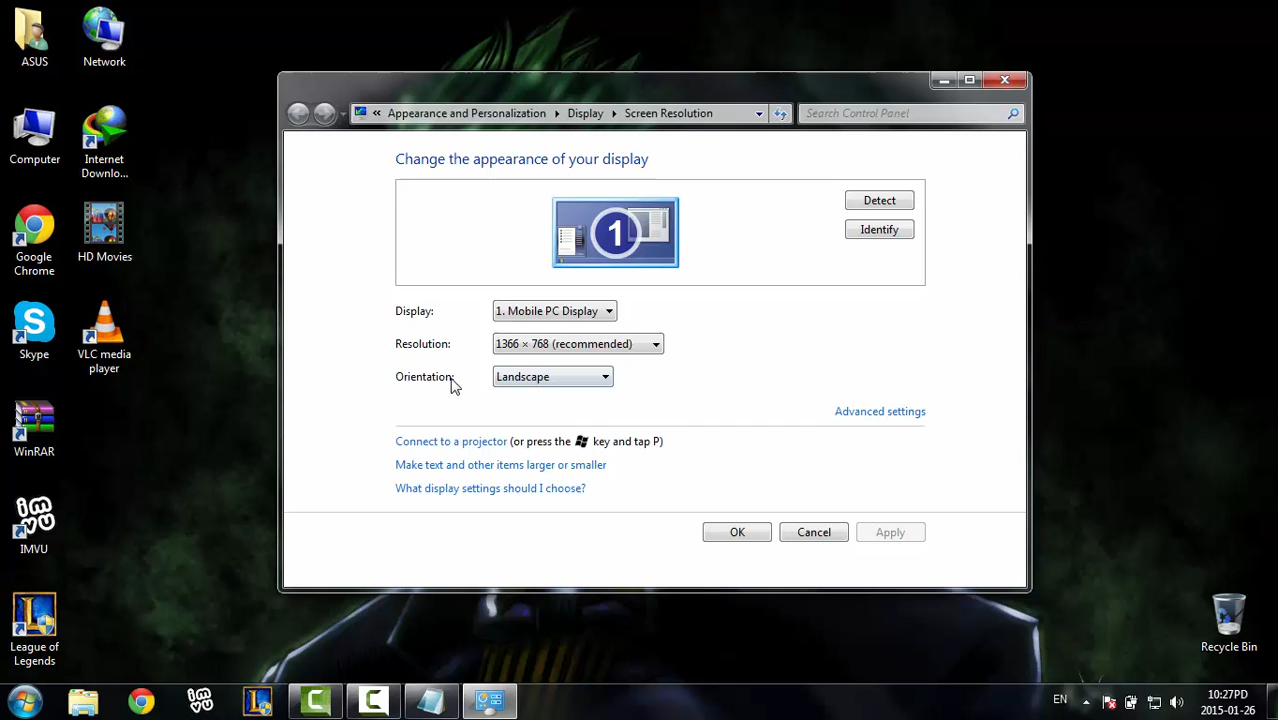 ASUS
Network
Computer
Internet
Downlo...
Google
Chrome
HD Movies
Skype
VLC media
player
WinRAR
IMVU
League of
Legends
Recycle Bin
« Appearance and Personalization Display Screen Resolution
Search Control Panel
Change the appearance of your display
1
Detect
Identify
Display: 1. Mobile PC Display
Resolution: 1366 × 768 (recommended)
Orientation: Landscape
Advanced settings
Connect to a projector (or press the key and tap P)
Make text and other items larger or smaller
What display settings should I choose?
OK Cancel Apply
EN
10:27PD
2015-01-26